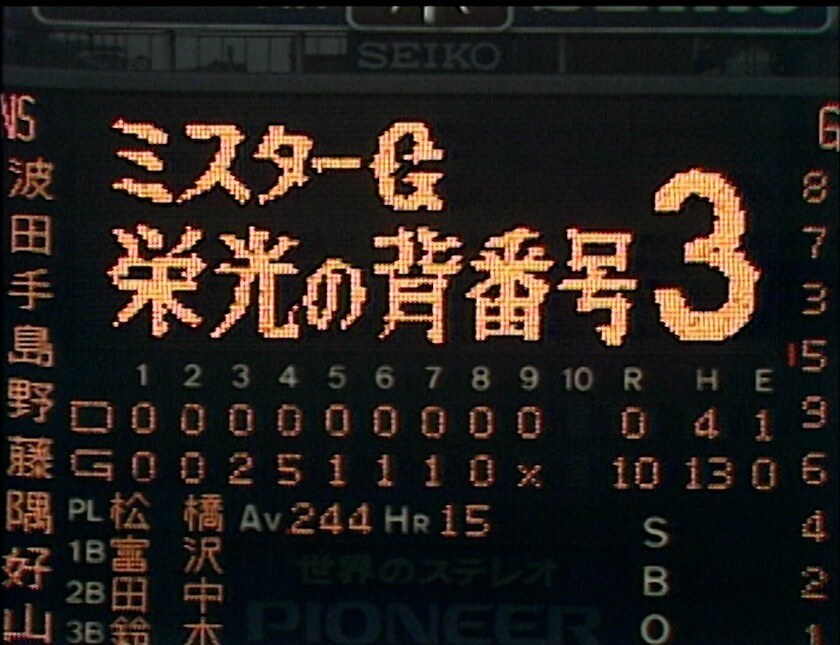 SEIKO
NS
G
ミスターG
栄光の背番号3
波 8
田 7
手 3
島 5
野 9
藤 6
隅 4
好 2
山 1
1 2 3 4 5 6 7 8 9 10 R H E
D 0 0 0 0 0 0 0 0 0 0 4 1
G 0 0 2 5 1 1 1 0 x 10 13 0
PL 松橋 Av.244 HR15
1B 富沢
2B 田中
3B 鈴木
S
B
O
世界のステレオ
PIONEER